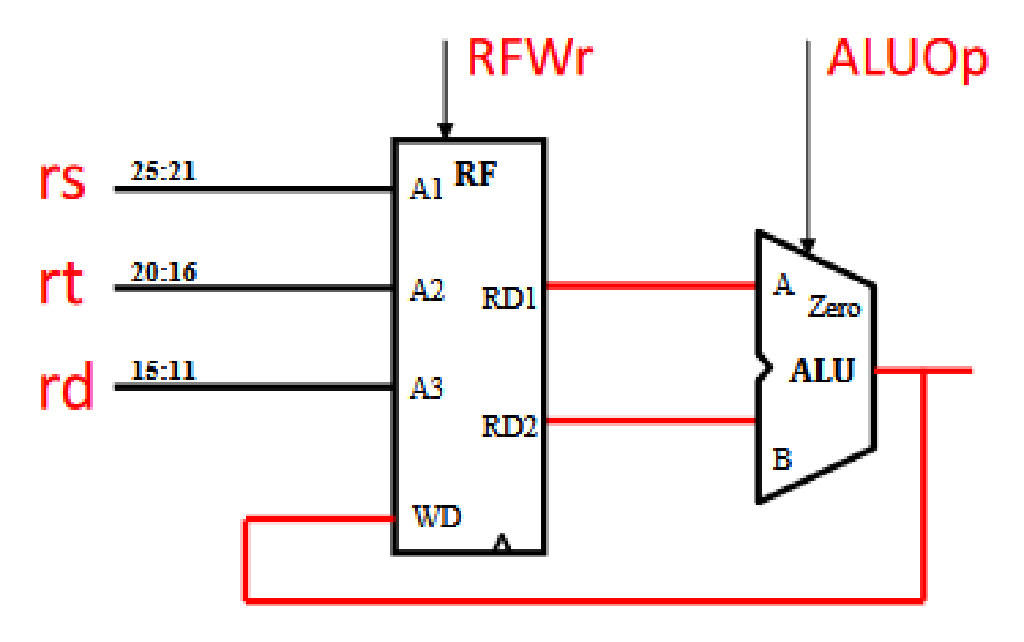 RFWr
ALUOp
rs
25:21
A1
RF
rt
20:16
A2
RD1
A
Zero
rd
15:11
A3
ALU
RD2
B
WD